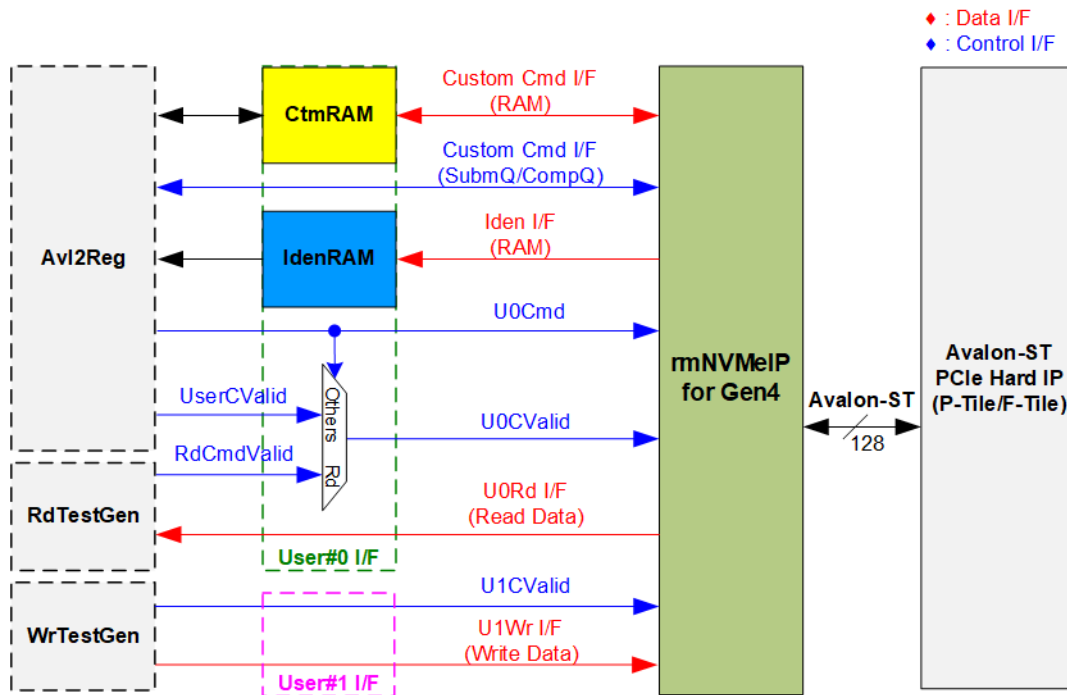 ♦ : Data I/F
♦ : Control I/F
Custom Cmd I/F
(RAM)
CtmRAM
Custom Cmd I/F
(SubmQ/CompQ)
Iden I/F
(RAM)
Avl2Reg
IdenRAM
U0Cmd
rmNVMeIP
for Gen4
Avalon-ST
PCIe Hard IP
(P-Tile/F-Tile)
Avalon-ST
128
UserCValid
Others
Rd
U0CValid
RdCmdValid
RdTestGen
U0Rd I/F
(Read Data)
User#0 I/F
U1CValid
WrTestGen
U1Wr I/F
(Write Data)
User#1 I/F